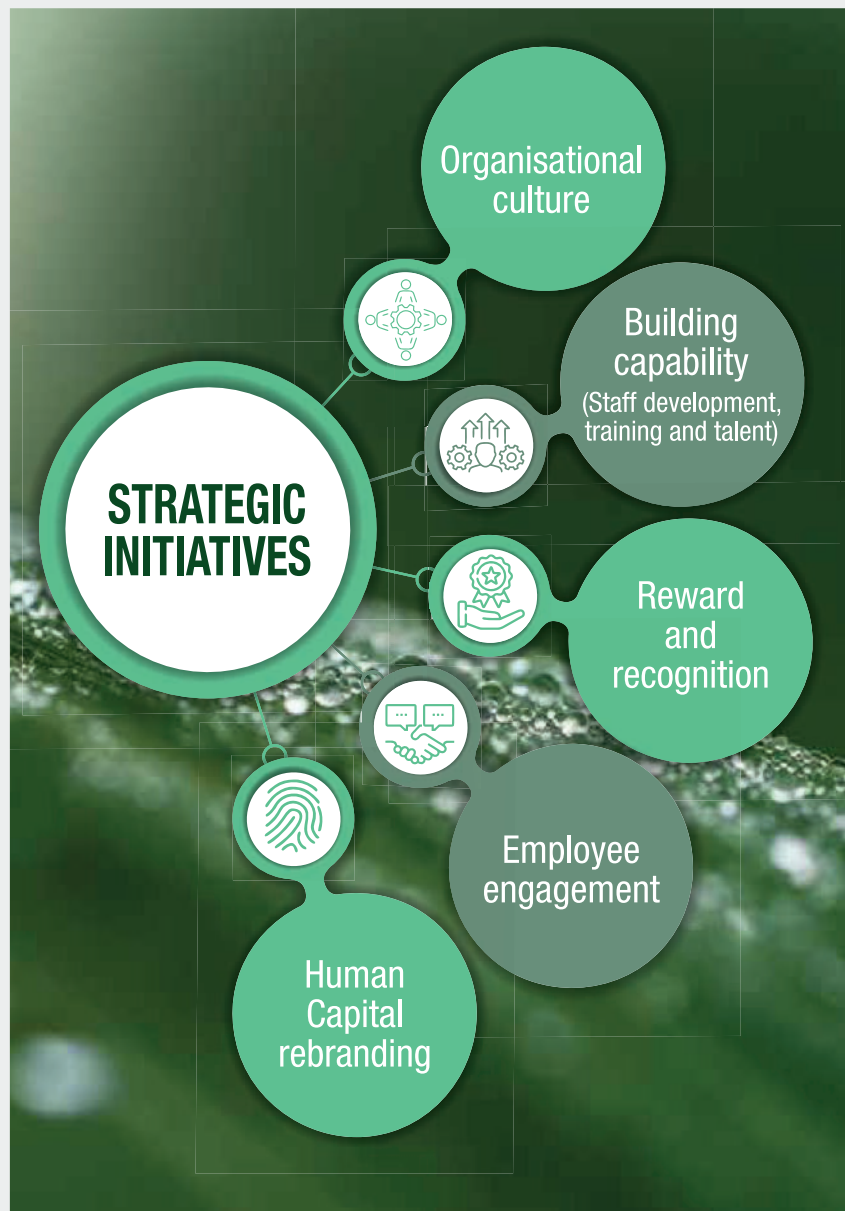 Organisational
culture
Building
capability
(Staff development,
training and talent)
STRATEGIC
INITIATIVES
Reward
and
recognition
Employee
engagement
Human
Capital
rebranding